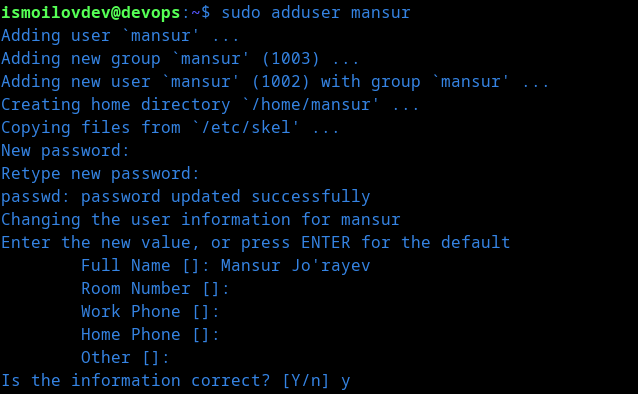 ismoilovdev@devops:~$ sudo adduser mansur
Adding user `mansur' ...
Adding new group `mansur' (1003) ...
Adding new user `mansur' (1002) with group `mansur' ...
Creating home directory `/home/mansur' ...
Copying files from `/etc/skel' ...
New password:
Retype new password:
passwd: password updated successfully
Changing the user information for mansur
Enter the new value, or press ENTER for the default
        Full Name []: Mansur Jo'rayev
        Room Number []:
        Work Phone []:
        Home Phone []:
        Other []:
Is the information correct? [Y/n] y